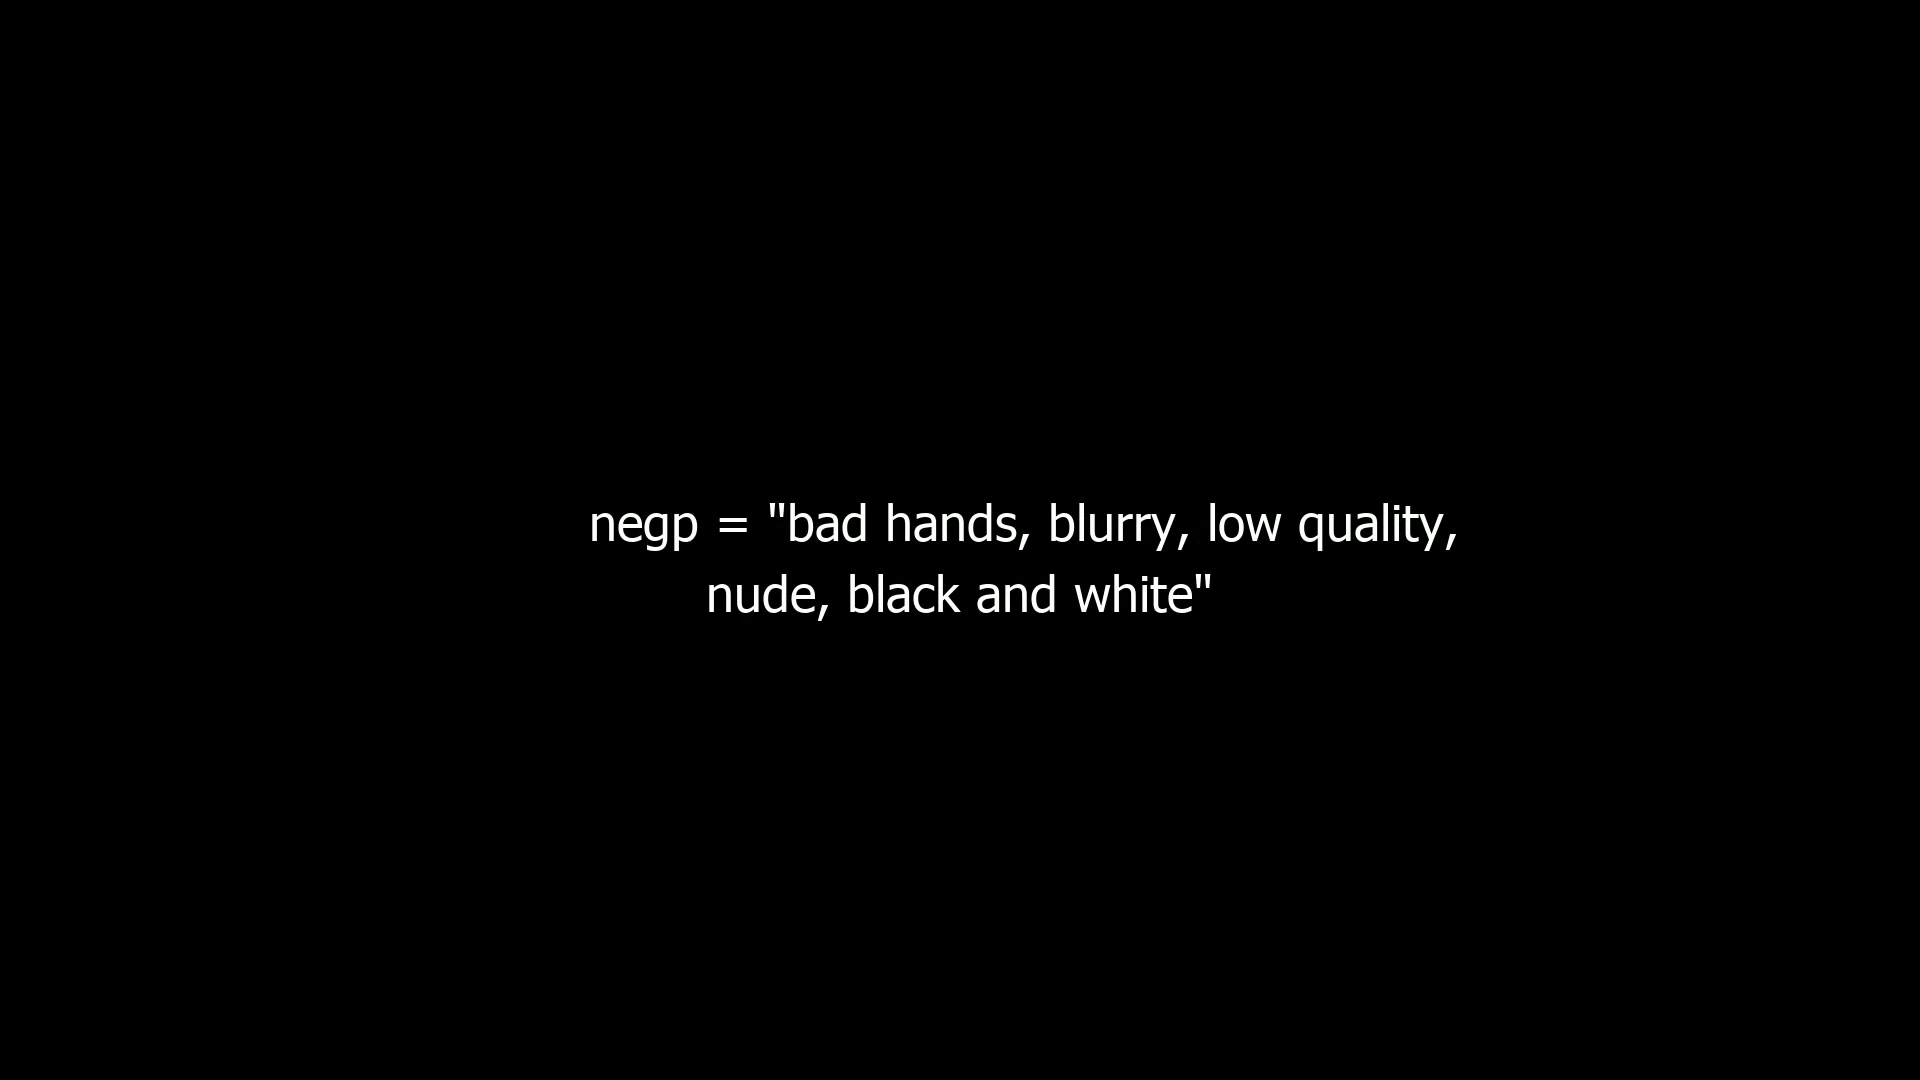 negp = "bad hands, blurry, low quality,
nude, black and white"